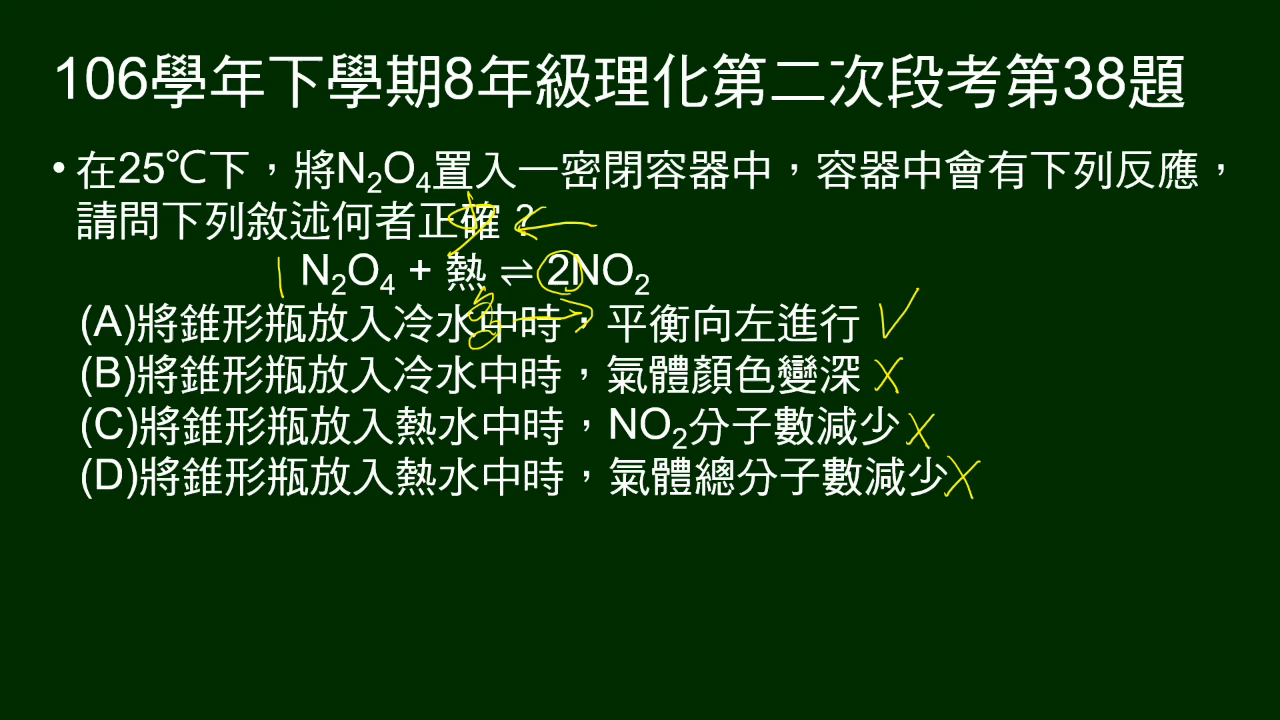 106學年下學期8年級理化第二次段考第38題
• 在25℃下，將N₂O₄置入一密閉容器中，容器中會有下列反應，
請問下列敘述何者正確？
1 N₂O₄ + 熱 ⇌ 2NO₂
(A)將錐形瓶放入冷水中時，平衡向左進行 ✓
(B)將錐形瓶放入冷水中時，氣體顏色變深 ×
(C)將錐形瓶放入熱水中時，NO₂分子數減少 ×
(D)將錐形瓶放入熱水中時，氣體總分子數減少 ×